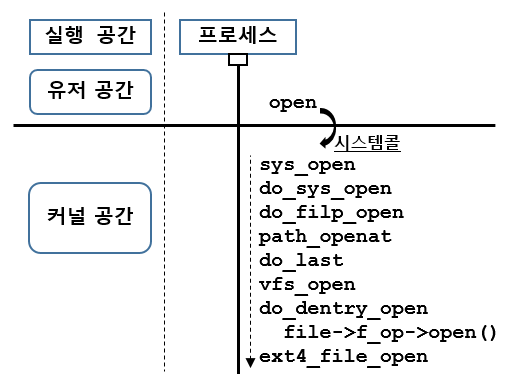 실행 공간
프로세스
유저 공간
open
시스템콜
커널 공간
sys_open
do_sys_open
do_filp_open
path_openat
do_last
vfs_open
do_dentry_open
file->f_op->open()
ext4_file_open